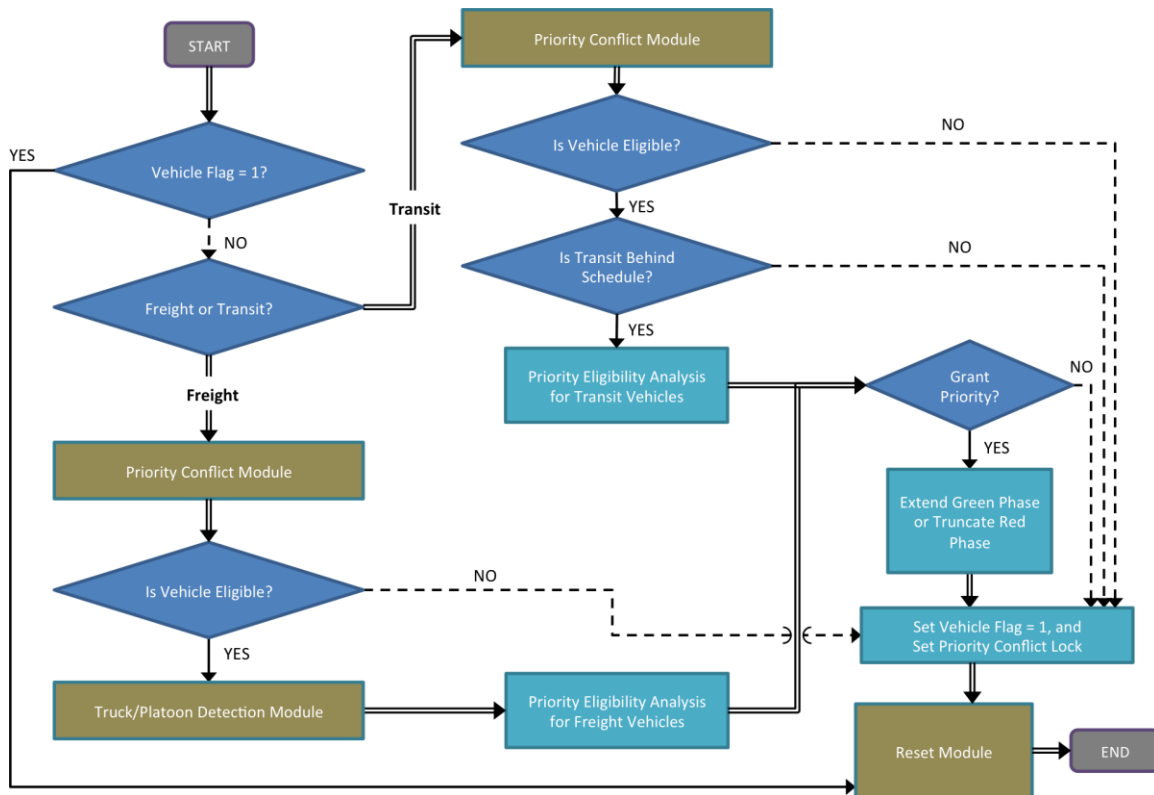 START
Priority Conflict Module
YES
Vehicle Flag = 1?
Is Vehicle Eligible?
NO
NO
Transit
YES
Freight or Transit?
Is Transit Behind
Schedule?
NO
YES
Freight
Priority Eligibility Analysis
for Transit Vehicles
Grant
Priority?
NO
YES
Priority Conflict Module
Extend Green Phase
or Truncate Red
Phase
Is Vehicle Eligible?
NO
YES
Set Vehicle Flag = 1, and
Set Priority Conflict Lock
Truck/Platoon Detection Module
Priority Eligibility Analysis
for Freight Vehicles
Reset Module
END